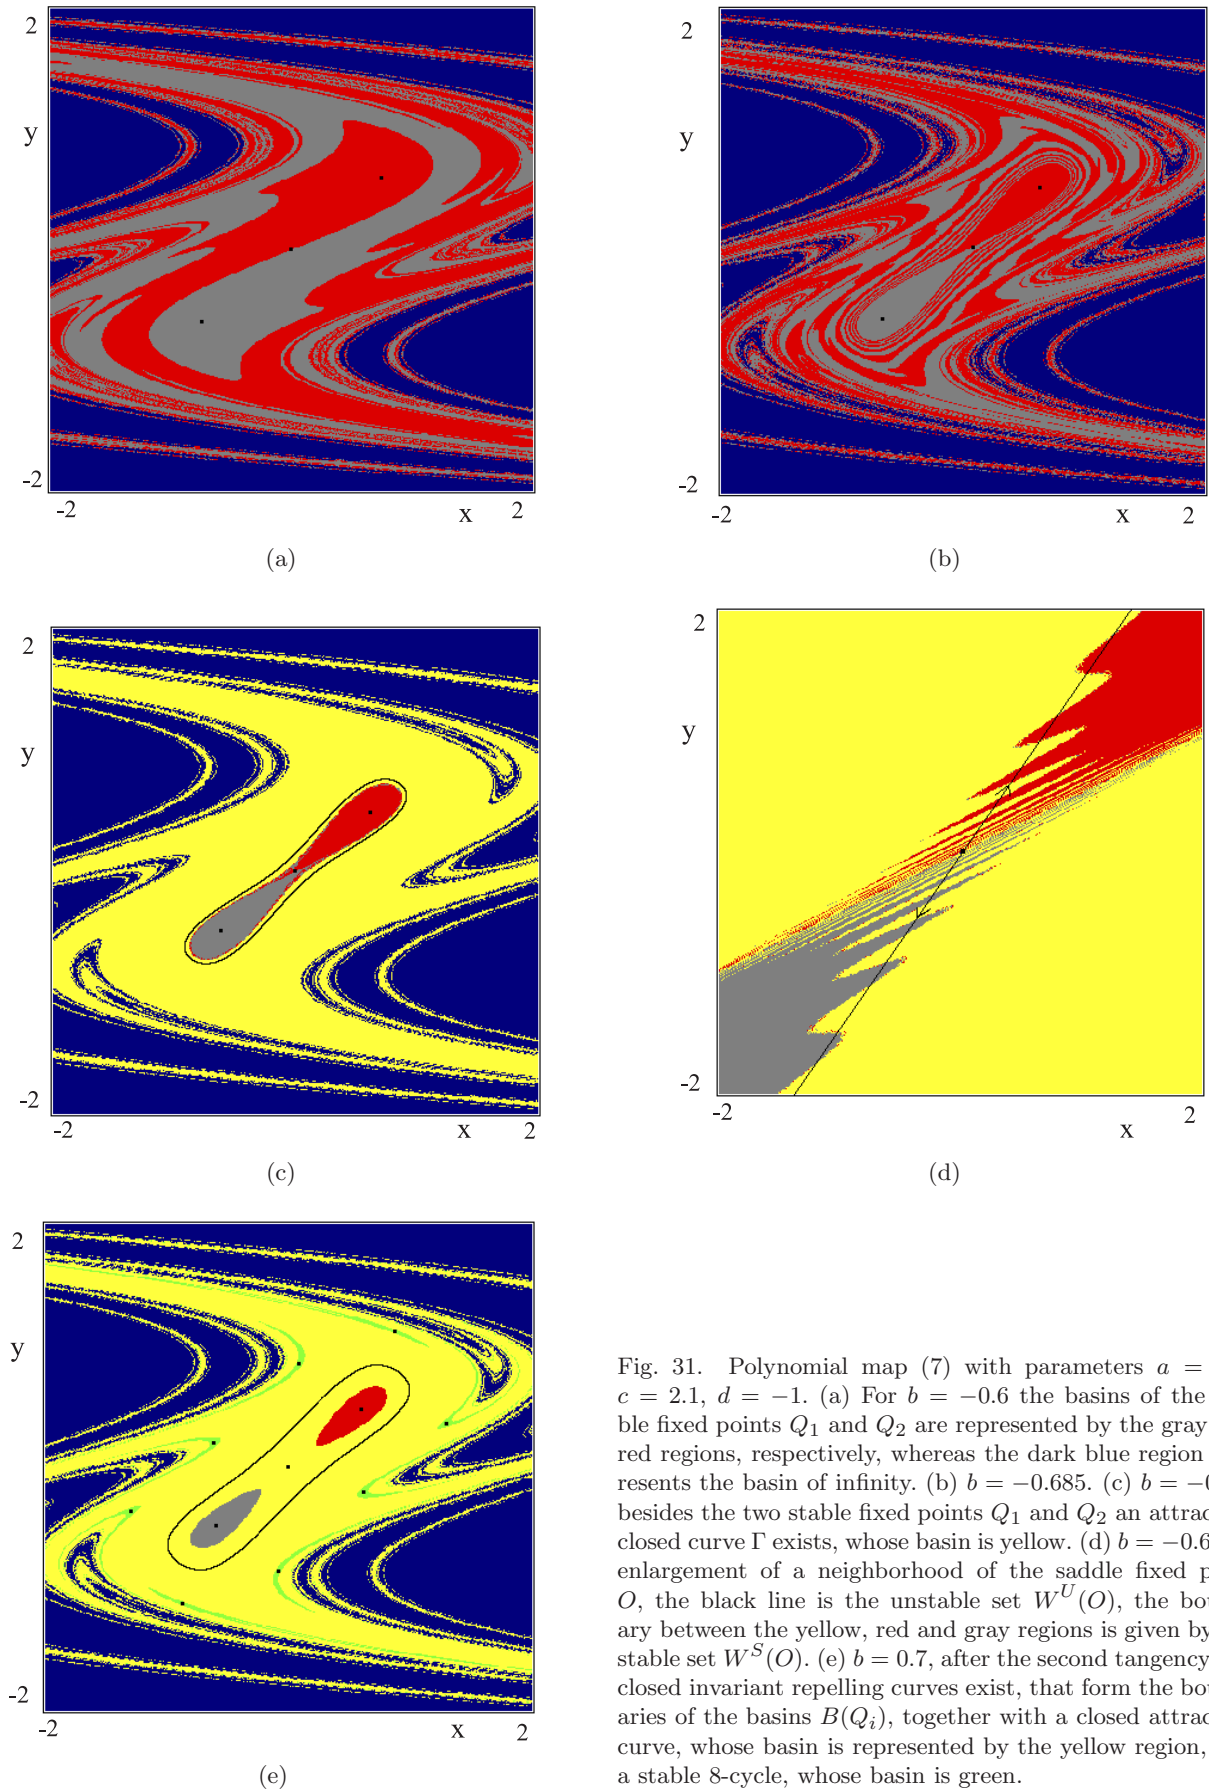 2
y
-2
-2
x
2
(a)
2
y
-2
-2
x
2
(b)
2
y
-2
-2
x
2
(c)
2
y
-2
-2
x
2
(d)
2
y
-2
-2
x
2
(e)
Fig. 31. Polynomial map (7) with parameters a =
c = 2.1, d = −1. (a) For b = −0.6 the basins of the
ble fixed points Q1 and Q2 are represented by the gray
red regions, respectively, whereas the dark blue region
resents the basin of infinity. (b) b = −0.685. (c) b = −0
besides the two stable fixed points Q1 and Q2 an attrac
closed curve Γ exists, whose basin is yellow. (d) b = −0.6
enlargement of a neighborhood of the saddle fixed p
O, the black line is the unstable set W^U(O), the bou
ary between the yellow, red and gray regions is given by
stable set W^S(O). (e) b = 0.7, after the second tangency
closed invariant repelling curves exist, that form the bou
aries of the basins B(Qi), together with a closed attrac
curve, whose basin is represented by the yellow region,
a stable 8-cycle, whose basin is green.